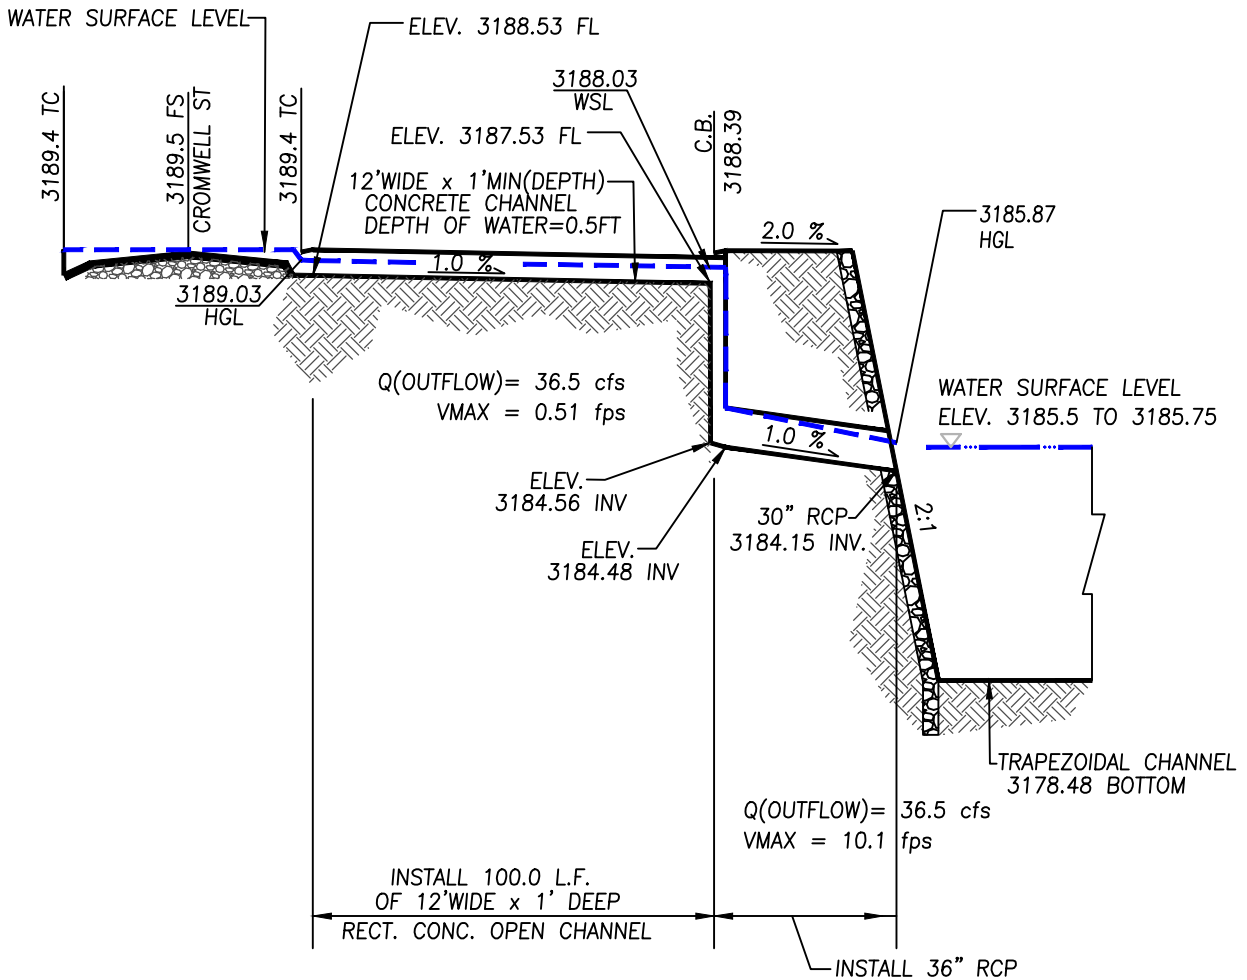 WATER SURFACE LEVEL
ELEV. 3188.53 FL
3189.4 TC
3189.5 FS
CROMWELL ST
3189.4 TC
3188.03
WSL
ELEV. 3187.53 FL
C.B.
3188.39
12'WIDE x 1'MIN(DEPTH)
CONCRETE CHANNEL
DEPTH OF WATER=0.5FT
2.0 %
3185.87
HGL
1.0 %
3189.03
HGL
Q(OUTFLOW)= 36.5 cfs
VMAX = 0.51 fps
WATER SURFACE LEVEL
ELEV. 3185.5 TO 3185.75
1.0 %
ELEV.
3184.56 INV
30" RCP
3184.15 INV.
2:1
ELEV.
3184.48 INV
TRAPEZOIDAL CHANNEL
3178.48 BOTTOM
Q(OUTFLOW)= 36.5 cfs
VMAX = 10.1 fps
INSTALL 100.0 L.F.
OF 12'WIDE x 1' DEEP
RECT. CONC. OPEN CHANNEL
INSTALL 36" RCP